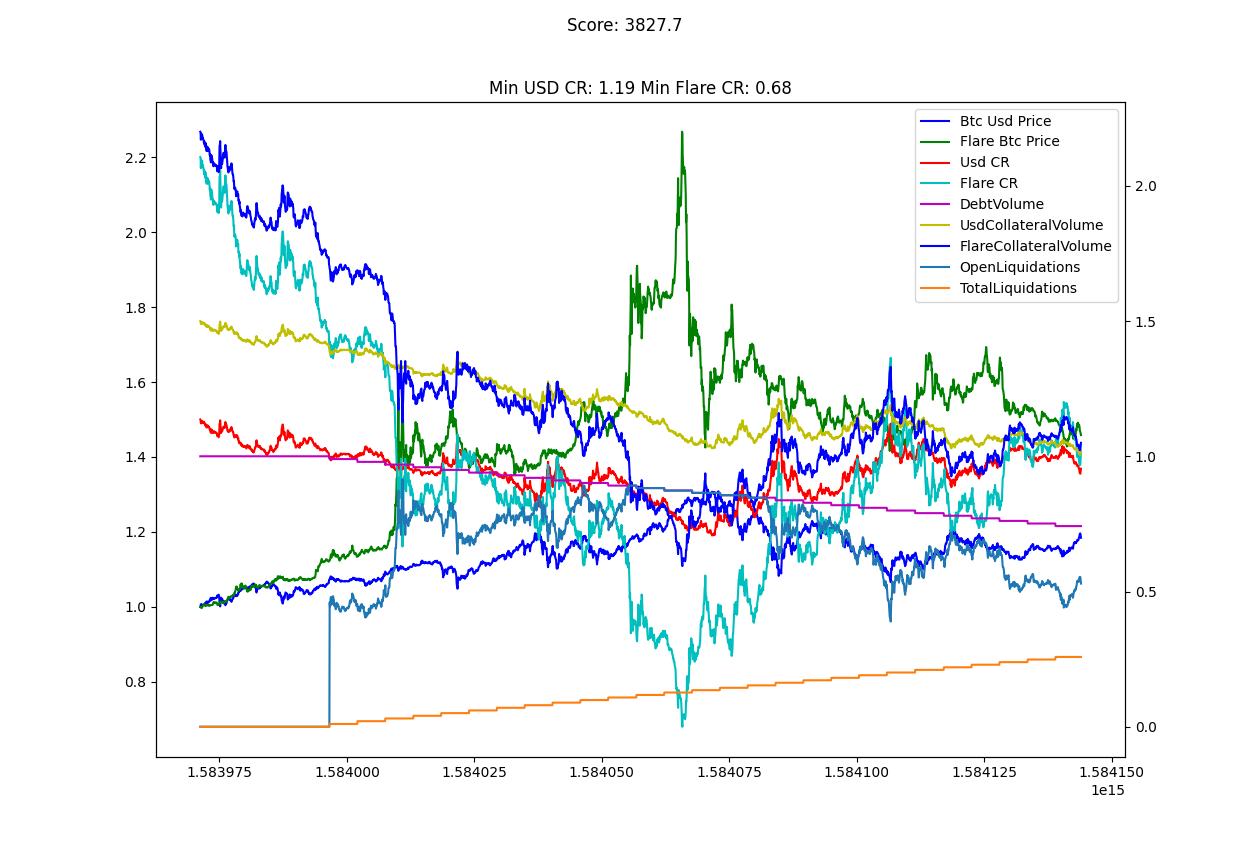 Score: 3827.7
Min USD CR: 1.19 Min Flare CR: 0.68
Btc Usd Price
Flare Btc Price
Usd CR
Flare CR
DebtVolume
UsdCollateralVolume
FlareCollateralVolume
OpenLiquidations
TotalLiquidations
2.2
2.0
1.8
1.6
1.4
1.2
1.0
0.8
2.0
1.5
1.0
0.5
0.0
1.583975 1.584000 1.584025 1.584050 1.584075 1.584100 1.584125 1.584150
1e15